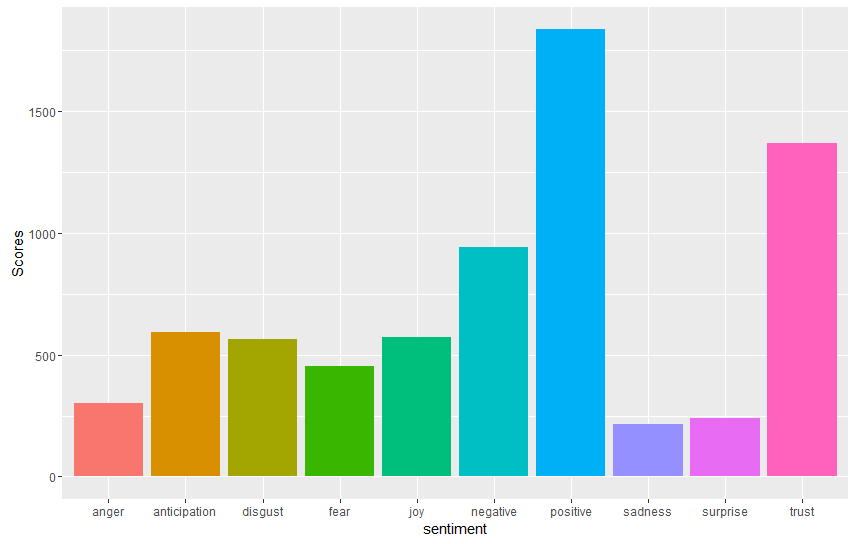 Scores
1500
1000
500
0
anger anticipation disgust fear joy negative positive sadness surprise trust
sentiment